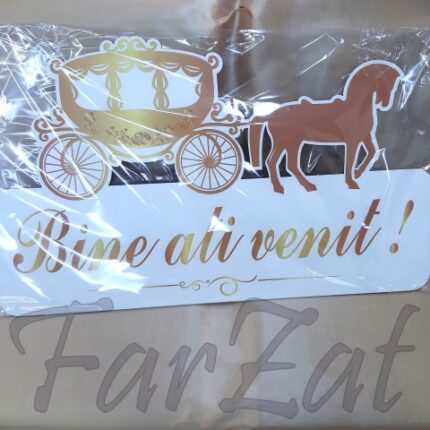 Bine ati venit !
FarZat